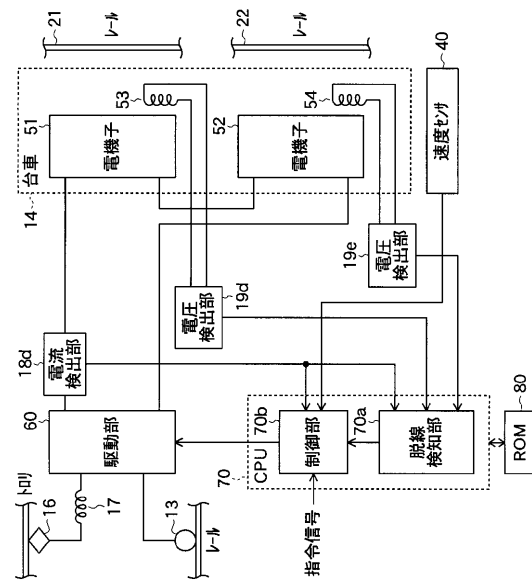 トロリ
16
17
13
レール
60
駆動部
18d
電流
検出部
14
台車
51
電機子
53
52
電機子
54
21
レール
22
レール
40
速度センサ
電圧
検出部
19d
19e
電圧
検出部
70
CPU
70b
制御部
70a
脱線
検知部
指令信号
80
ROM